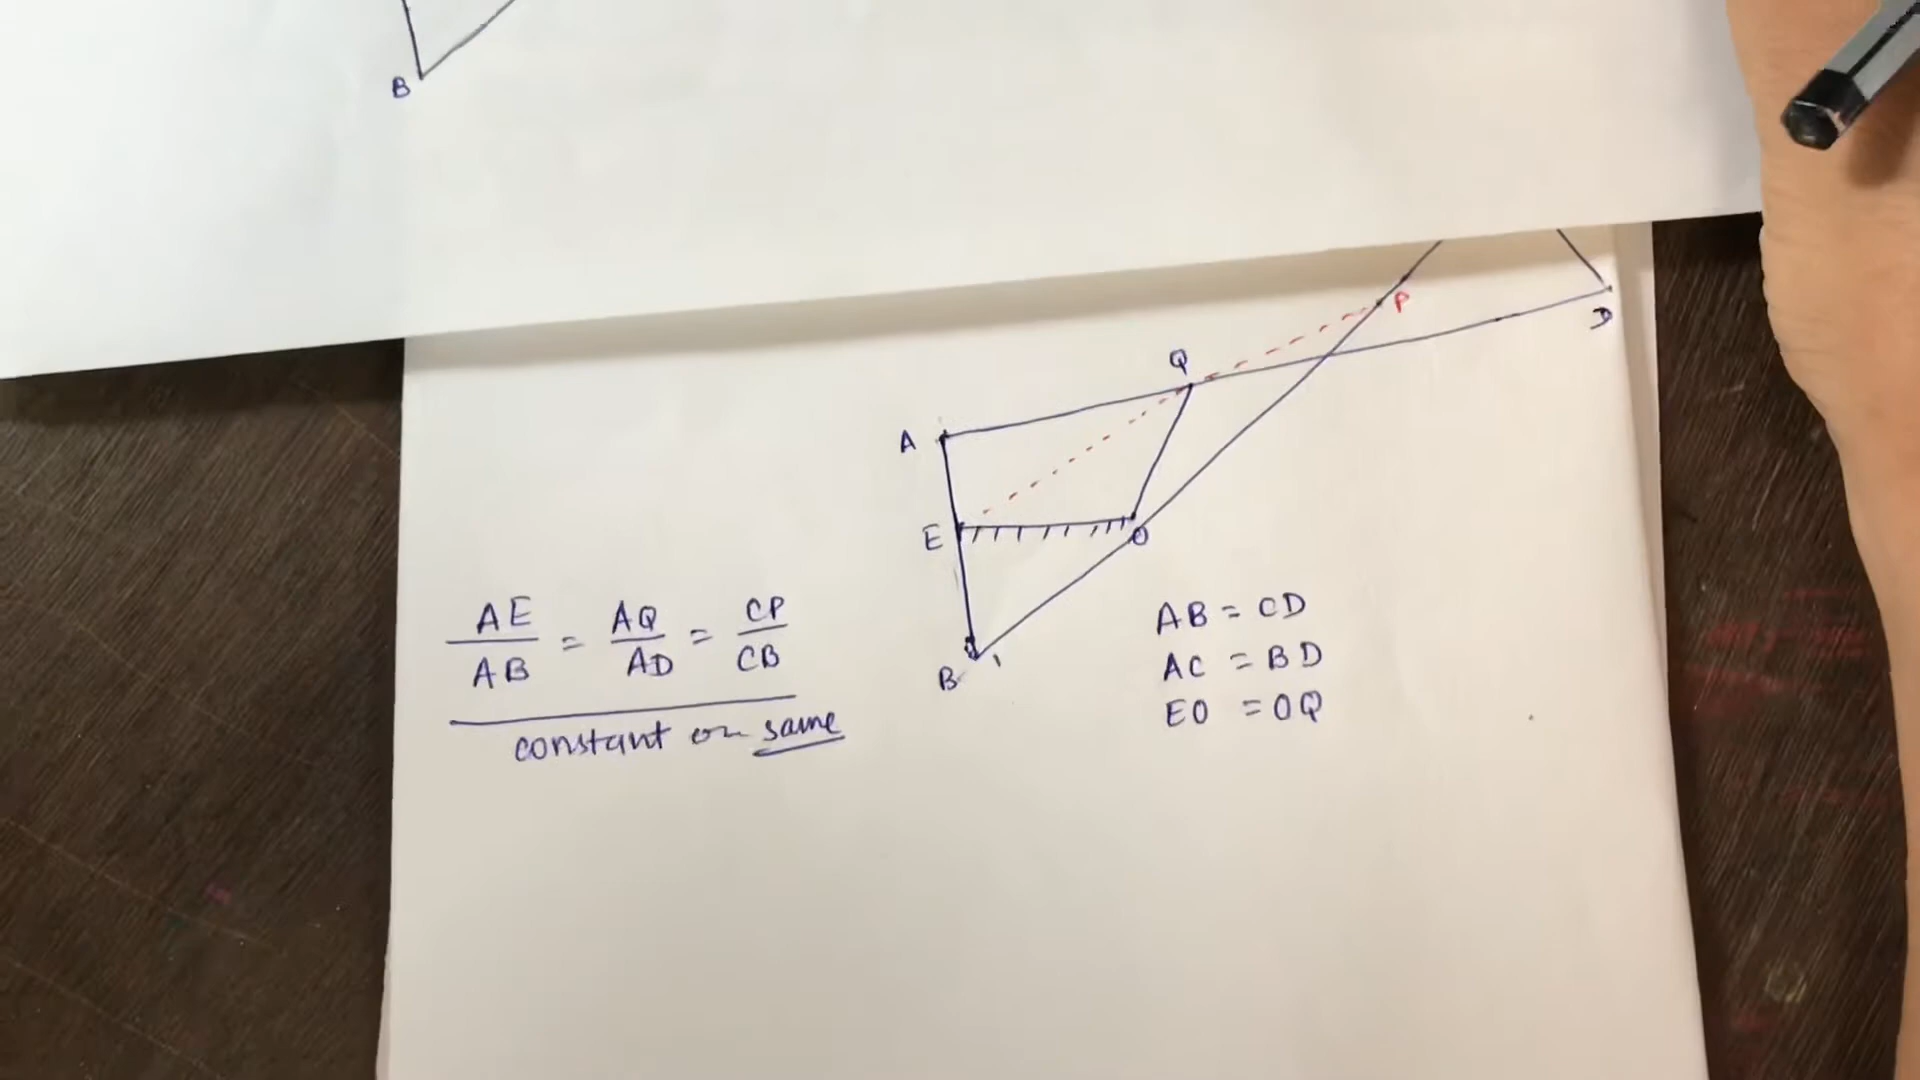 B
P
D
Q
A
E
O
B
AE/AB = AQ/AD = CP/CB
constant or same
AB = CD
AC = BD
EO = OQ